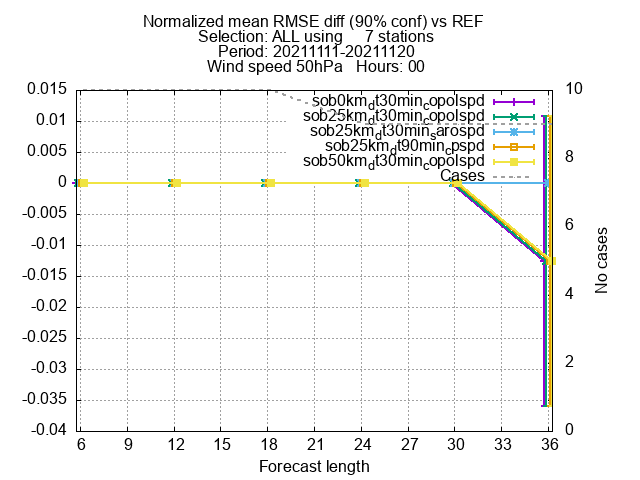 Normalized mean RMSE diff (90% conf) vs REF
Selection: ALL using 7 stations
Period: 20211111-20211120
Wind speed 50hPa Hours: 00
sob0km_dt30min_copolspd
sob25km_dt30min_copolspd
sob25km_dt30min_sarospd
sob25km_dt90min_cpspd
sob50km_dt30min_copolspd
Cases
0.015
0.01
0.005
0
-0.005
-0.01
-0.015
-0.02
-0.025
-0.03
-0.035
-0.04
10
8
6
4
2
0
No cases
6 9 12 15 18 21 24 27 30 33 36
Forecast length